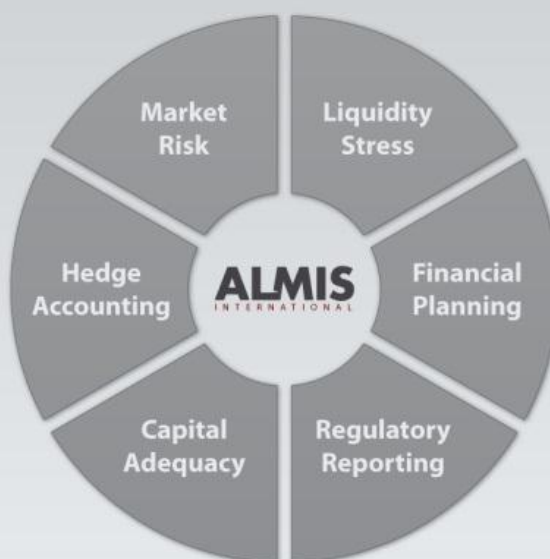 Market
Risk
Liquidity
Stress
Hedge
Accounting
ALMIS
INTERNATIONAL
Financial
Planning
Capital
Adequacy
Regulatory
Reporting